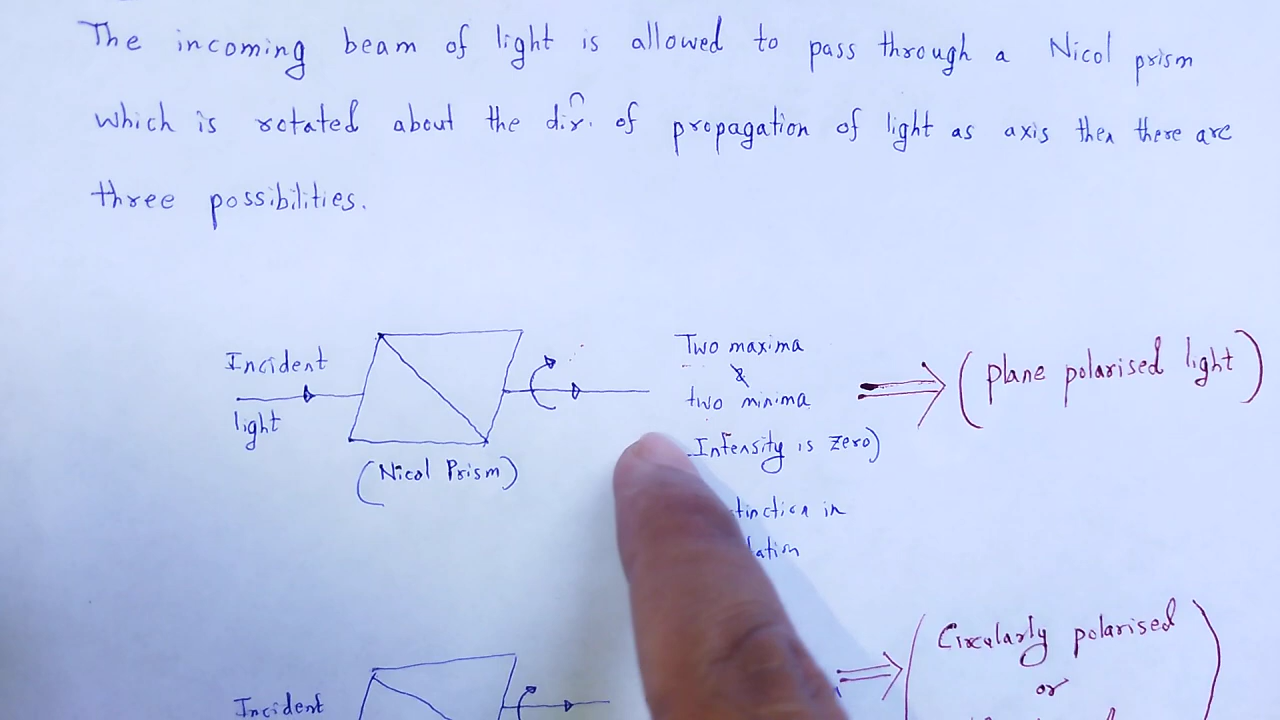 The incoming beam of light is allowed to pass through a Nicol prism
which is rotated about the dirn. of propagation of light as axis then there are
three possibilities.
Incident
light
(Nicol Prism)
Two maxima
&
two minima
Intensity is zero)
in
(plane polarised light)
Incident
(Circularly polarised
or